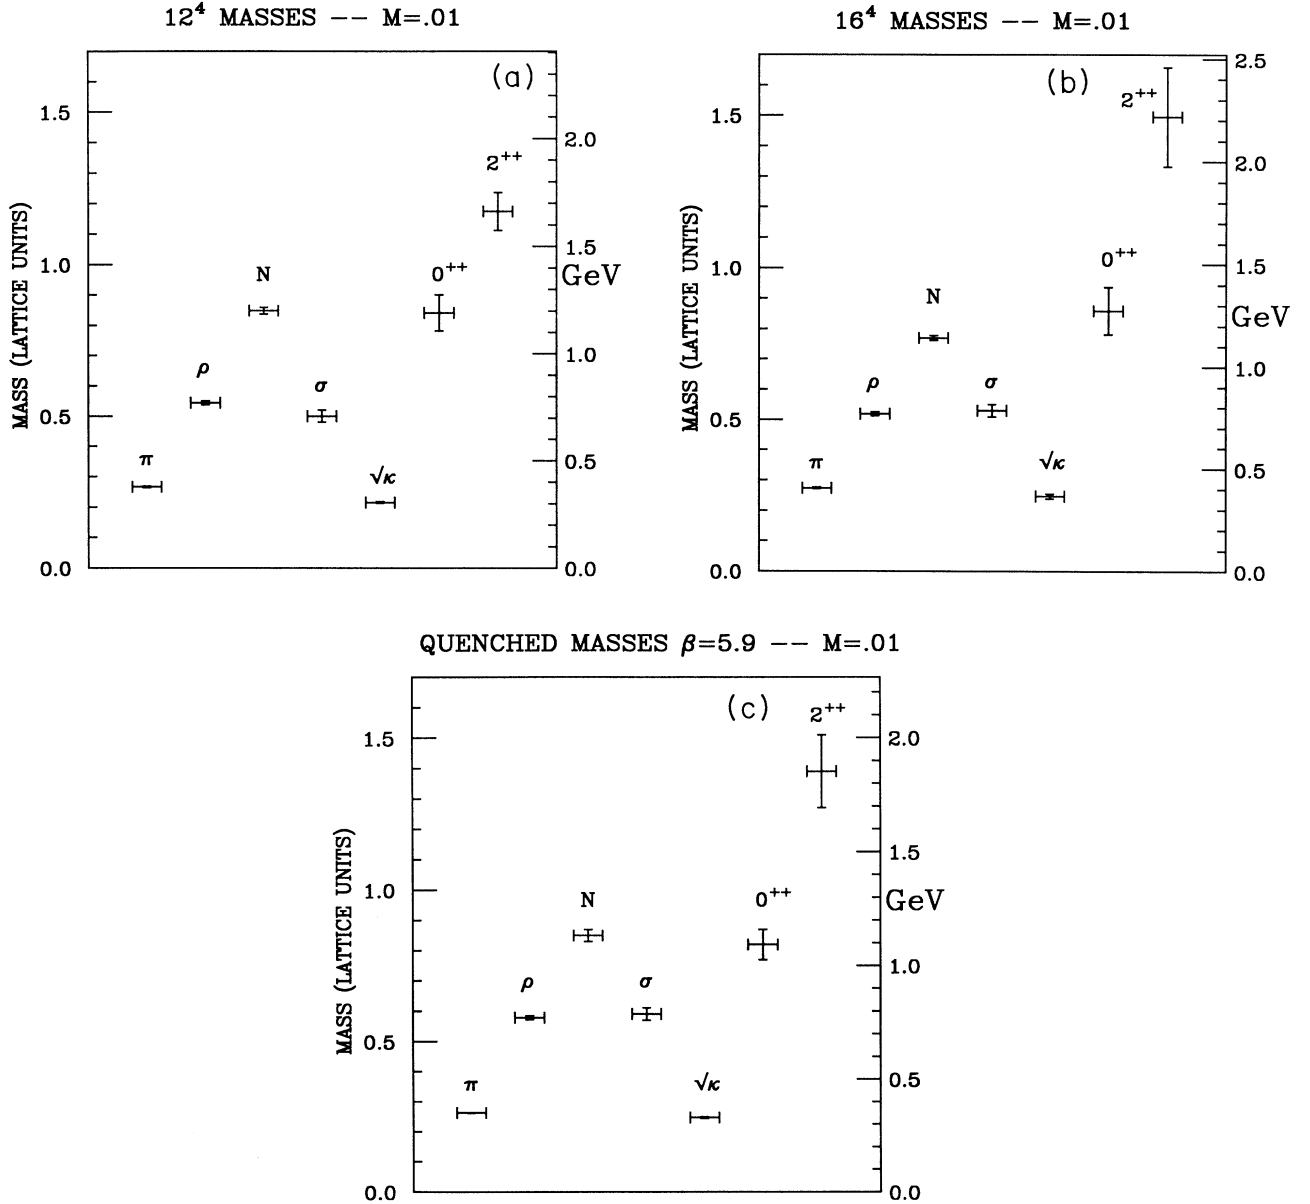 12⁴ MASSES -- M=.01
(a)
MASS (LATTICE UNITS)
1.5
1.0
0.5
0.0
2.0
1.5
GeV
1.0
0.5
0.0
π
ρ
N
σ
√κ
0⁺⁺
2⁺⁺
16⁴ MASSES -- M=.01
(b)
MASS (LATTICE UNITS)
1.5
1.0
0.5
0.0
2.5
2.0
1.5
GeV
1.0
0.5
0.0
π
ρ
N
σ
√κ
0⁺⁺
2⁺⁺
QUENCHED MASSES β=5.9 -- M=.01
(c)
MASS (LATTICE UNITS)
1.5
1.0
0.5
0.0
2.0
1.5
GeV
1.0
0.5
0.0
π
ρ
N
σ
√κ
0⁺⁺
2⁺⁺